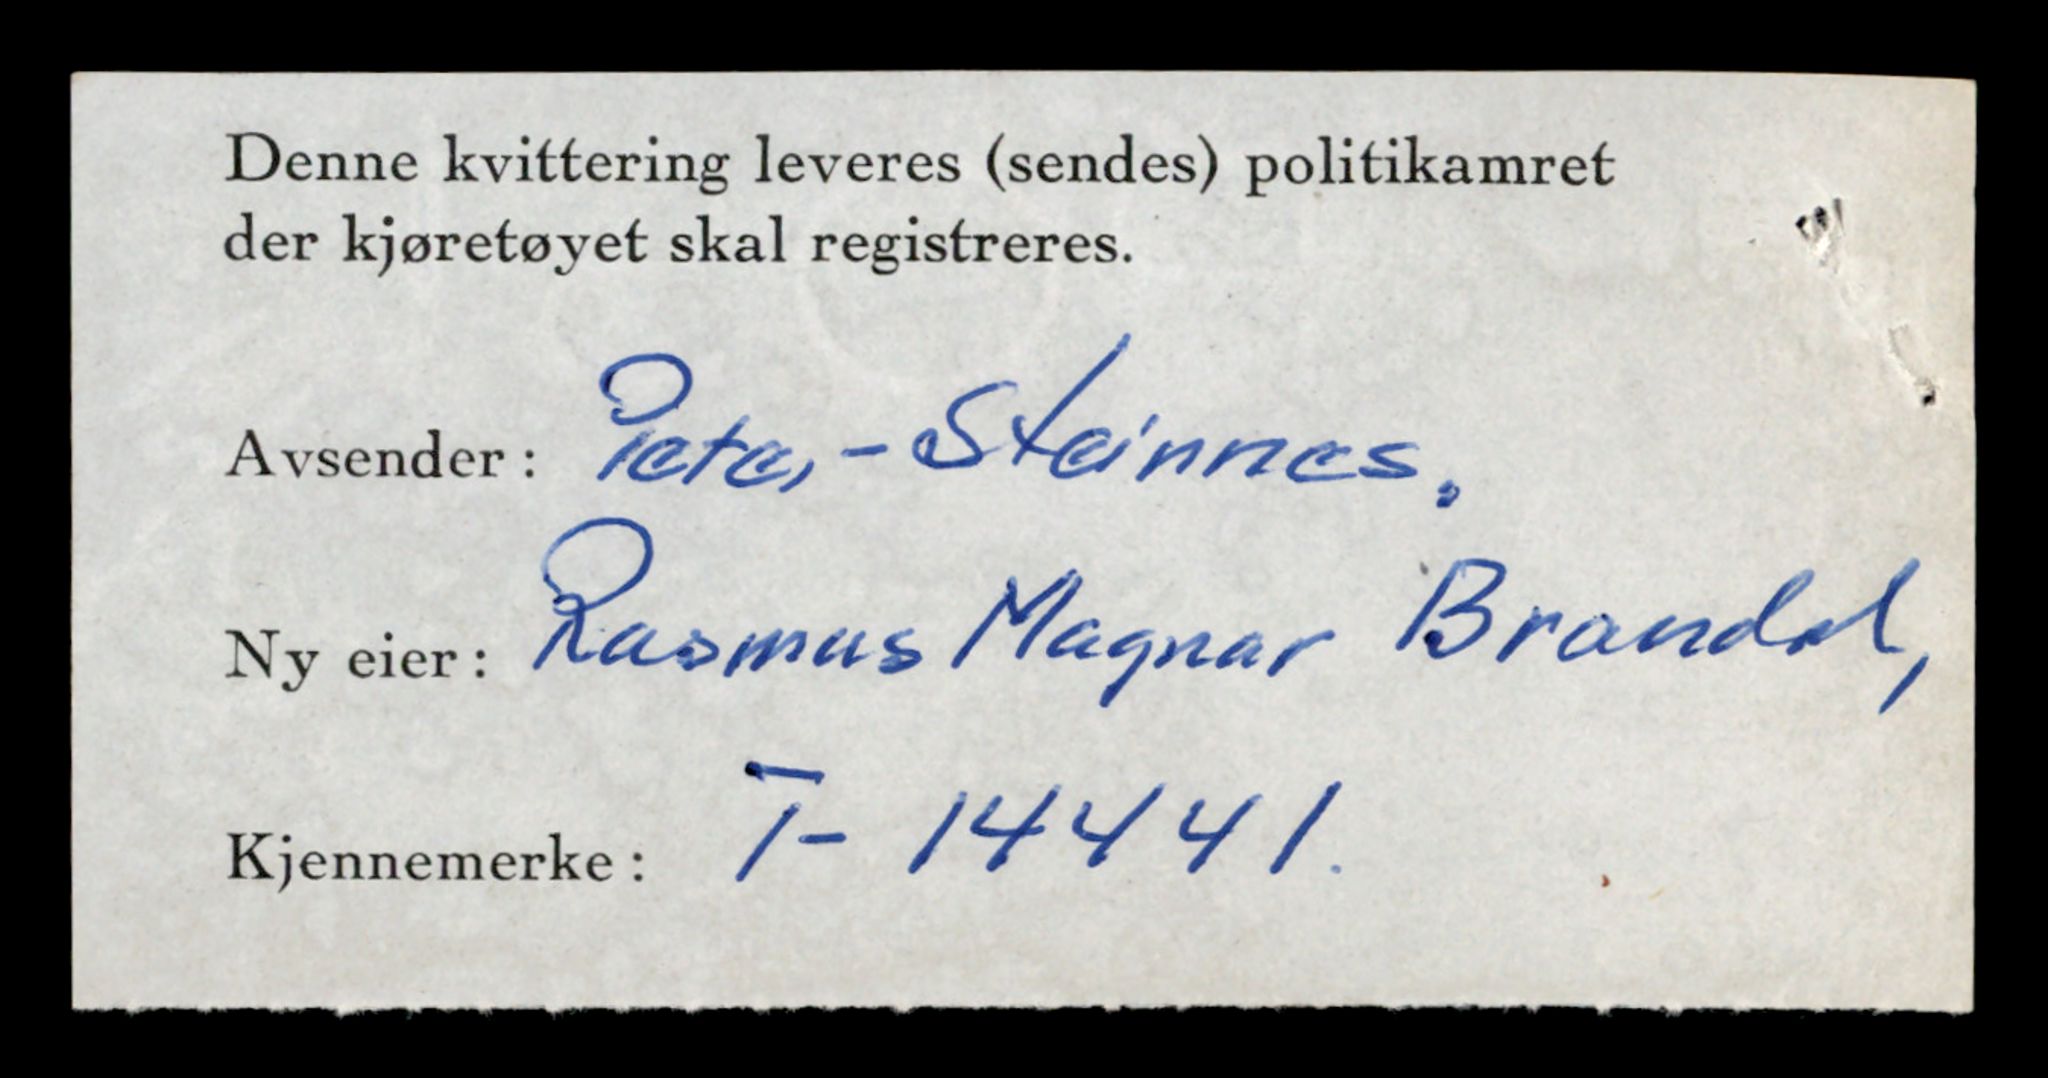 Denne kvittering leveres (sendes) politikamret
der kjøretøyet skal registreres.
Avsender: Peter - Steinnes.
Ny eier: Rasmus Magnar Brandal,
Kjennemerke: T- 14441.